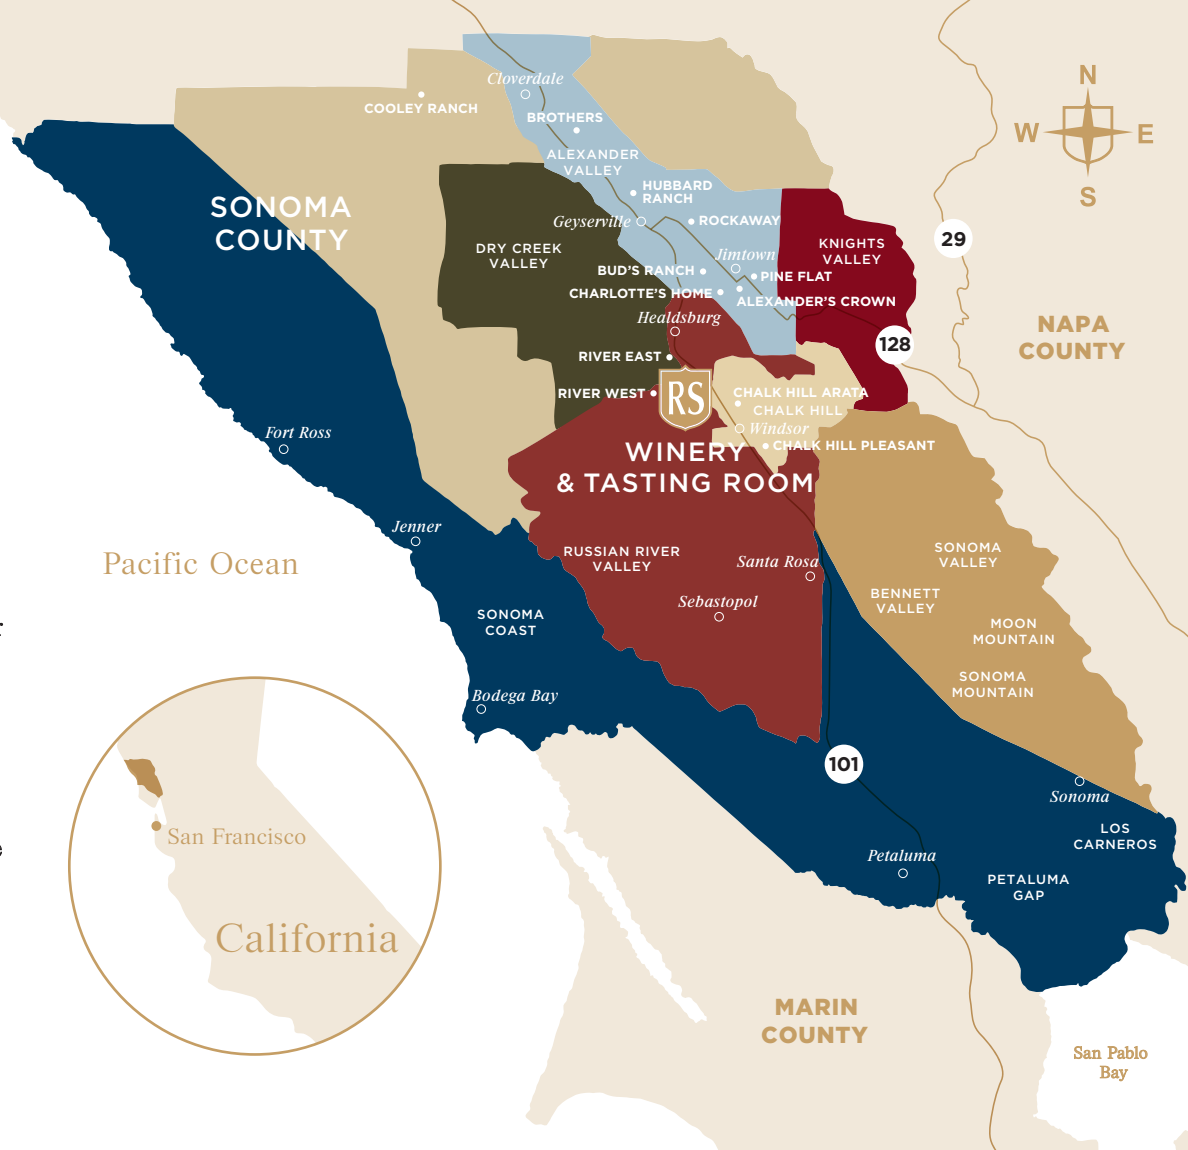 N
W
E
S
Cloverdale
COOLEY RANCH
BROTHERS
ALEXANDER
VALLEY
HUBBARD
RANCH
SONOMA
COUNTY
Geyserville
ROCKAWAY
DRY CREEK
VALLEY
KNIGHTS
VALLEY
29
Jimtown
BUD'S RANCH
PINE FLAT
CHARLOTTE'S HOME
ALEXANDER'S CROWN
Healdsburg
NAPA
COUNTY
128
RIVER EAST
RIVER WEST
RS
CHALK HILL ARATA
CHALK HILL
Windsor
CHALK HILL PLEASANT
WINERY
& TASTING ROOM
Fort Ross
Jenner
Pacific Ocean
RUSSIAN RIVER
VALLEY
Santa Rosa
SONOMA
VALLEY
BENNETT
VALLEY
Sebastopol
SONOMA
COAST
MOON
MOUNTAIN
SONOMA
MOUNTAIN
Bodega Bay
101
Sonoma
LOS
CARNEROS
San Francisco
Petaluma
PETALUMA
GAP
California
MARIN
COUNTY
San Pablo
Bay